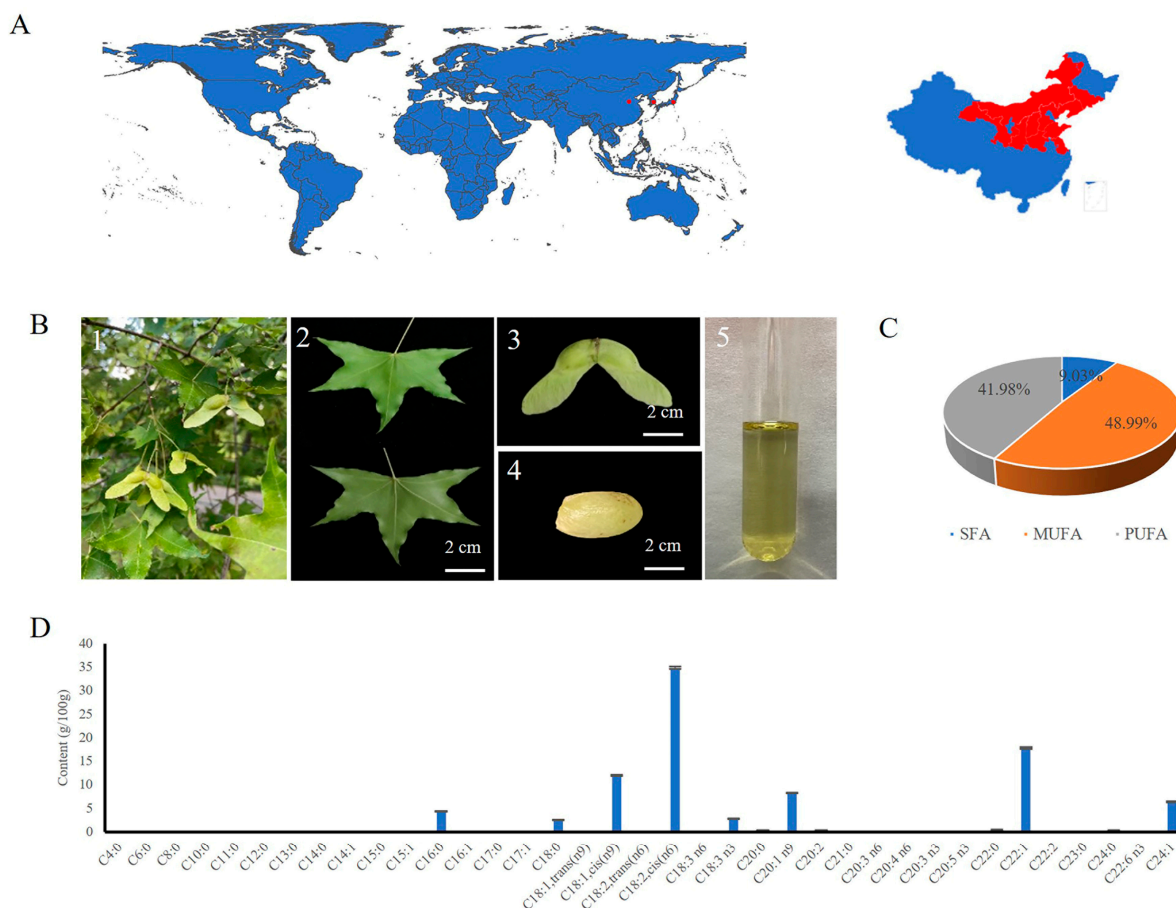 A
B
1
2
2 cm
3
2 cm
4
2 cm
5
C
9.03%
41.98%
48.99%
SFA
MUFA
PUFA
D
Content (g/100g)
40
35
30
25
20
15
10
5
0
C4:0
C6:0
C8:0
C10:0
C11:0
C12:0
C13:0
C14:0
C14:1
C15:0
C15:1
C16:0
C16:1
C17:0
C17:1
C18:0
C18:1,trans(n9)
C18:1,cis(n9)
C18:2,trans(n6)
C18:2,cis(n6)
C18:3 n6
C18:3 n3
C20:0
C20:1 n9
C20:2
C21:0
C20:3 n6
C20:4 n6
C20:3 n3
C20:5 n3
C22:0
C22:1
C22:2
C23:0
C24:0
C22:6 n3
C24:1